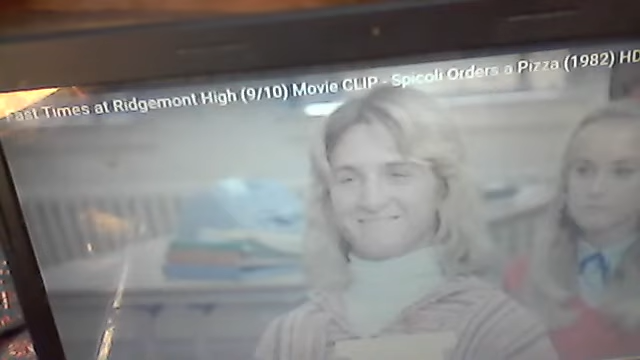 Fast Times at Ridgemont High (9/10) Movie CLIP - Spicoli Orders a Pizza (1982) HD